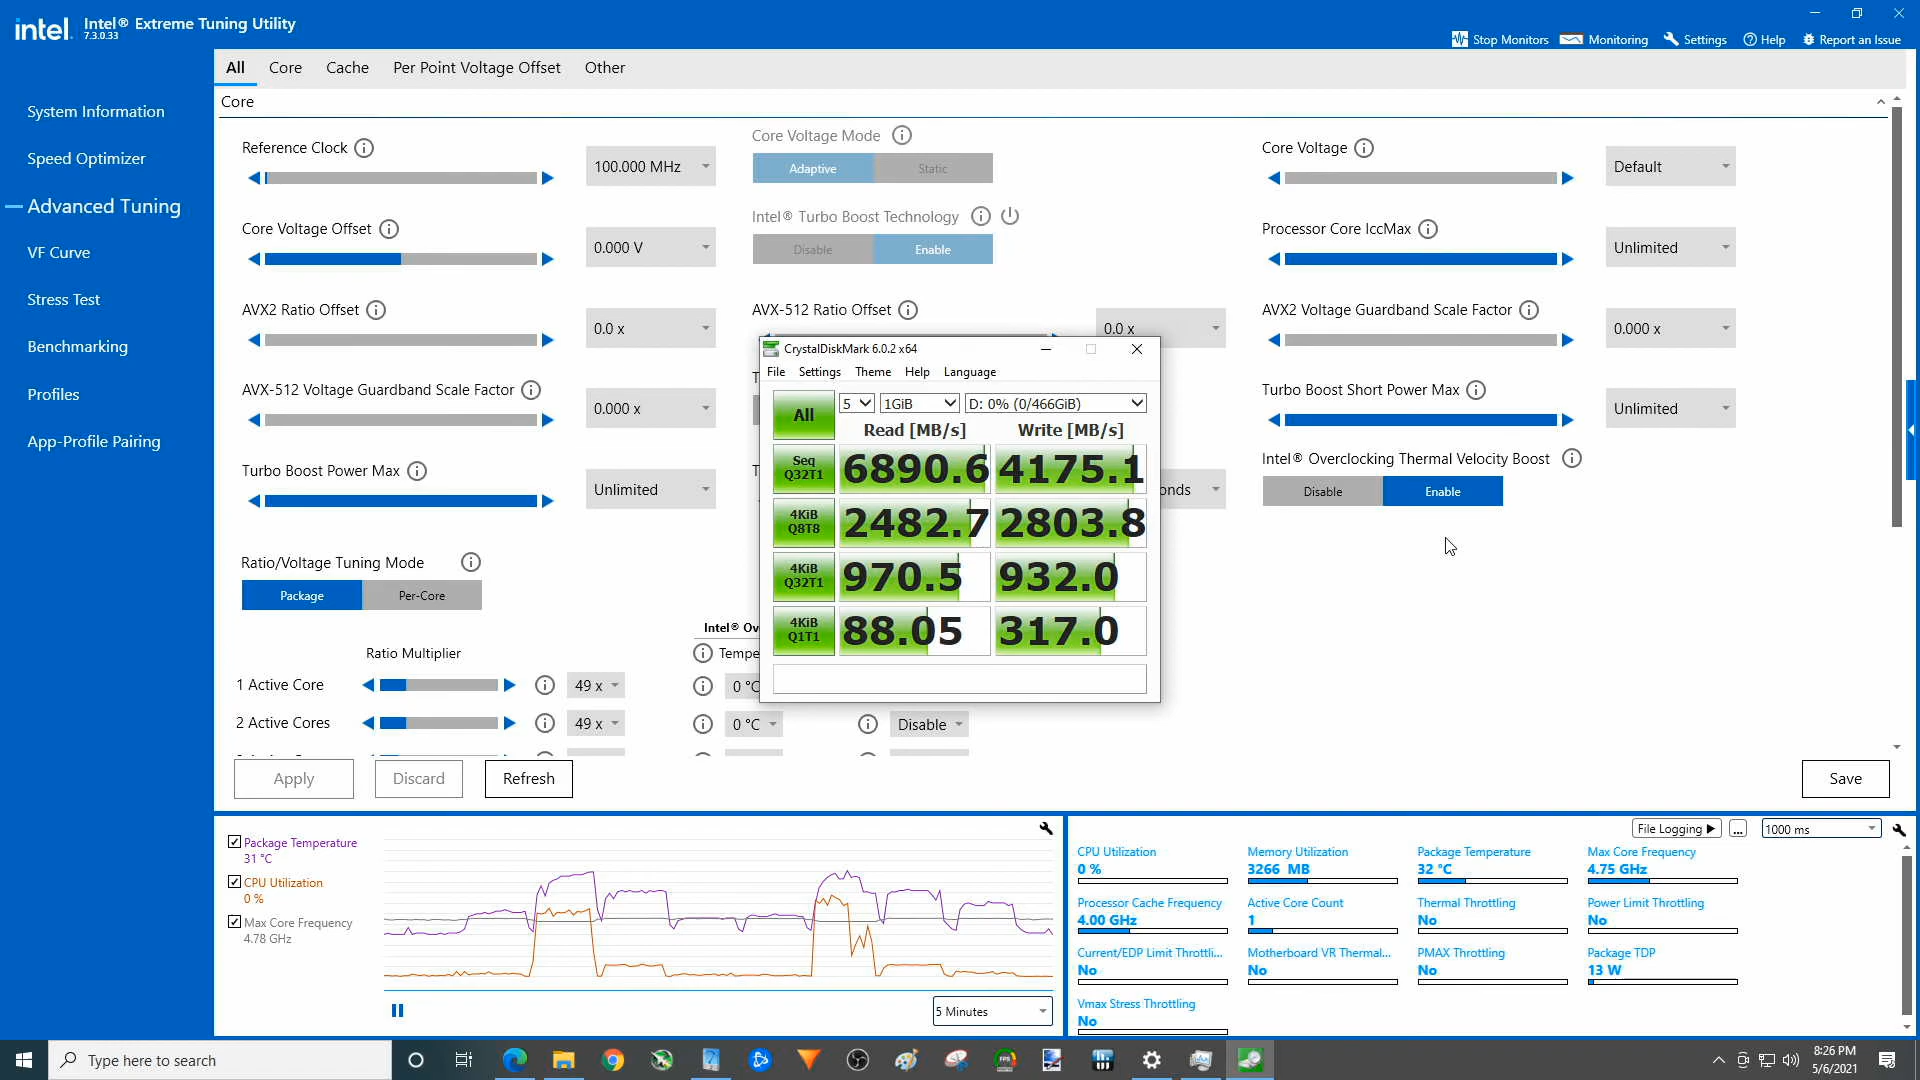 intel.
Intel® Extreme Tuning Utility
7.3.0.33
Stop Monitors
Monitoring
Settings
Help
Report an Issue
System Information
Speed Optimizer
Advanced Tuning
VF Curve
Stress Test
Benchmarking
Profiles
App-Profile Pairing
All Core Cache Per Point Voltage Offset Other
Core
Reference Clock
100.000 MHz
Core Voltage Mode
Adaptive Static
Core Voltage
Default
Core Voltage Offset
0.000 V
Intel® Turbo Boost Technology
Disable Enable
Processor Core IccMax
Unlimited
AVX2 Ratio Offset
0.0 x
AVX-512 Ratio Offset
0.0 x
AVX2 Voltage Guardband Scale Factor
0.000 x
AVX-512 Voltage Guardband Scale Factor
0.000 x
Turbo Boost Short Power Max
Unlimited
Turbo Boost Power Max
Unlimited
onds
Intel® Overclocking Thermal Velocity Boost
Disable Enable
Ratio/Voltage Tuning Mode
Package Per-Core
Intel® Ov
Ratio Multiplier
Tempe
1 Active Core
49 x
0 °C
2 Active Cores
49 x
0 °C
Disable
Apply Discard Refresh
Save
CrystalDiskMark 6.0.2 x64
File Settings Theme Help Language
All
5
1GiB
D: 0% (0/466GiB)
Read [MB/s] Write [MB/s]
Seq
Q32T1
6890.6 4175.1
4KiB
Q8T8
2482.7 2803.8
4KiB
Q32T1
970.5 932.0
4KiB
Q1T1
88.05 317.0
Package Temperature
31 °C
CPU Utilization
0 %
Max Core Frequency
4.78 GHz
5 Minutes
File Logging
...
1000 ms
CPU Utilization
0 %
Memory Utilization
3266 MB
Package Temperature
32 °C
Max Core Frequency
4.75 GHz
Processor Cache Frequency
4.00 GHz
Active Core Count
1
Thermal Throttling
No
Power Limit Throttling
No
Current/EDP Limit Throttli...
No
Motherboard VR Thermal...
No
PMAX Throttling
No
Package TDP
13 W
Vmax Stress Throttling
No
Type here to search
8:26 PM
5/6/2021